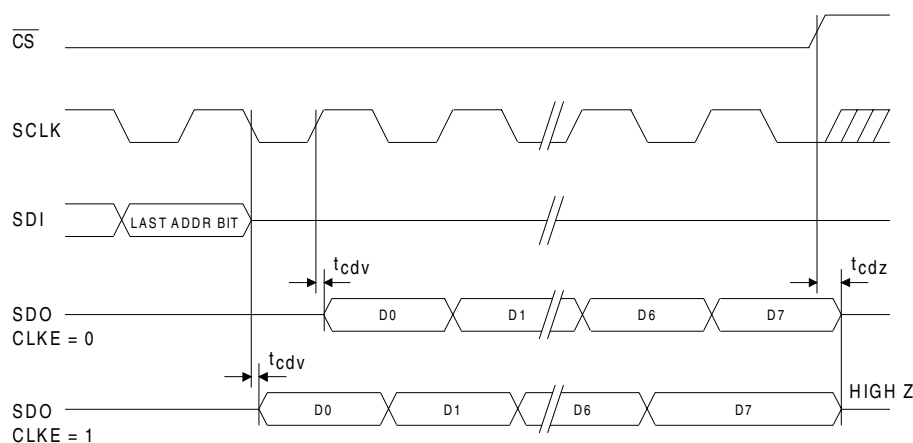 CS
SCLK
SDI LAST ADDR BIT
tcdv tcdz
SDO D0 D1 D6 D7
CLKE = 0
tcdv
HIGH Z
SDO D0 D1 D6 D7
CLKE = 1